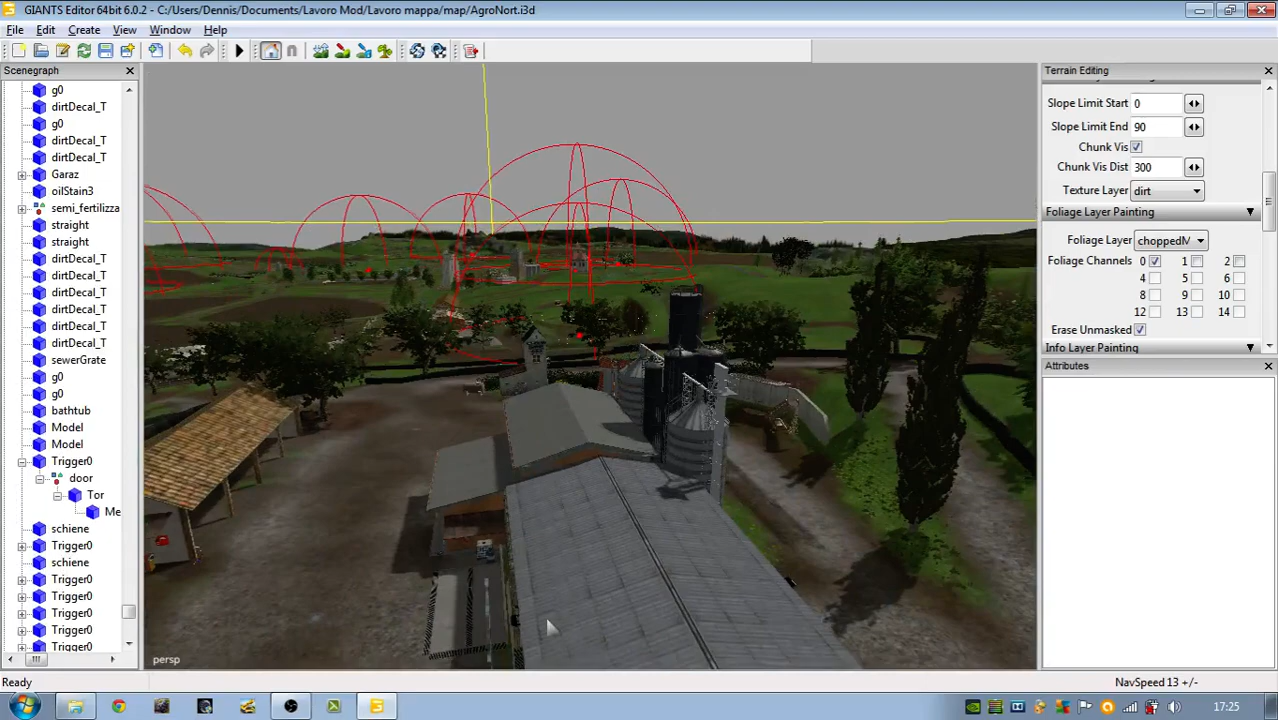 GIANTS Editor 64bit 6.0.2 - C:/Users/Dennis/Documents/Lavoro Mod/Lavoro mappa/map/AgroNort.i3d
File Edit Create View Window Help
Scenegraph
g0
dirtDecal_T
g0
dirtDecal_T
dirtDecal_T
Garaz
oilStain3
semi_fertilizza
straight
straight
dirtDecal_T
dirtDecal_T
dirtDecal_T
dirtDecal_T
dirtDecal_T
sewerGrate
g0
g0
bathtub
Model
Model
Trigger0
door
Tor
Me
schiene
Trigger0
schiene
Trigger0
Trigger0
Trigger0
Trigger0
Trigger0
persp
Terrain Editing
Slope Limit Start 0
Slope Limit End 90
Chunk Vis
Chunk Vis Dist 300
Texture Layer dirt
Foliage Layer Painting
Foliage Layer choppedM
Foliage Channels 0 1 2
4 5 6
8 9 10
12 13 14
Erase Unmasked
Info Layer Painting
Attributes
Ready
NavSpeed 13 +/-
17:25